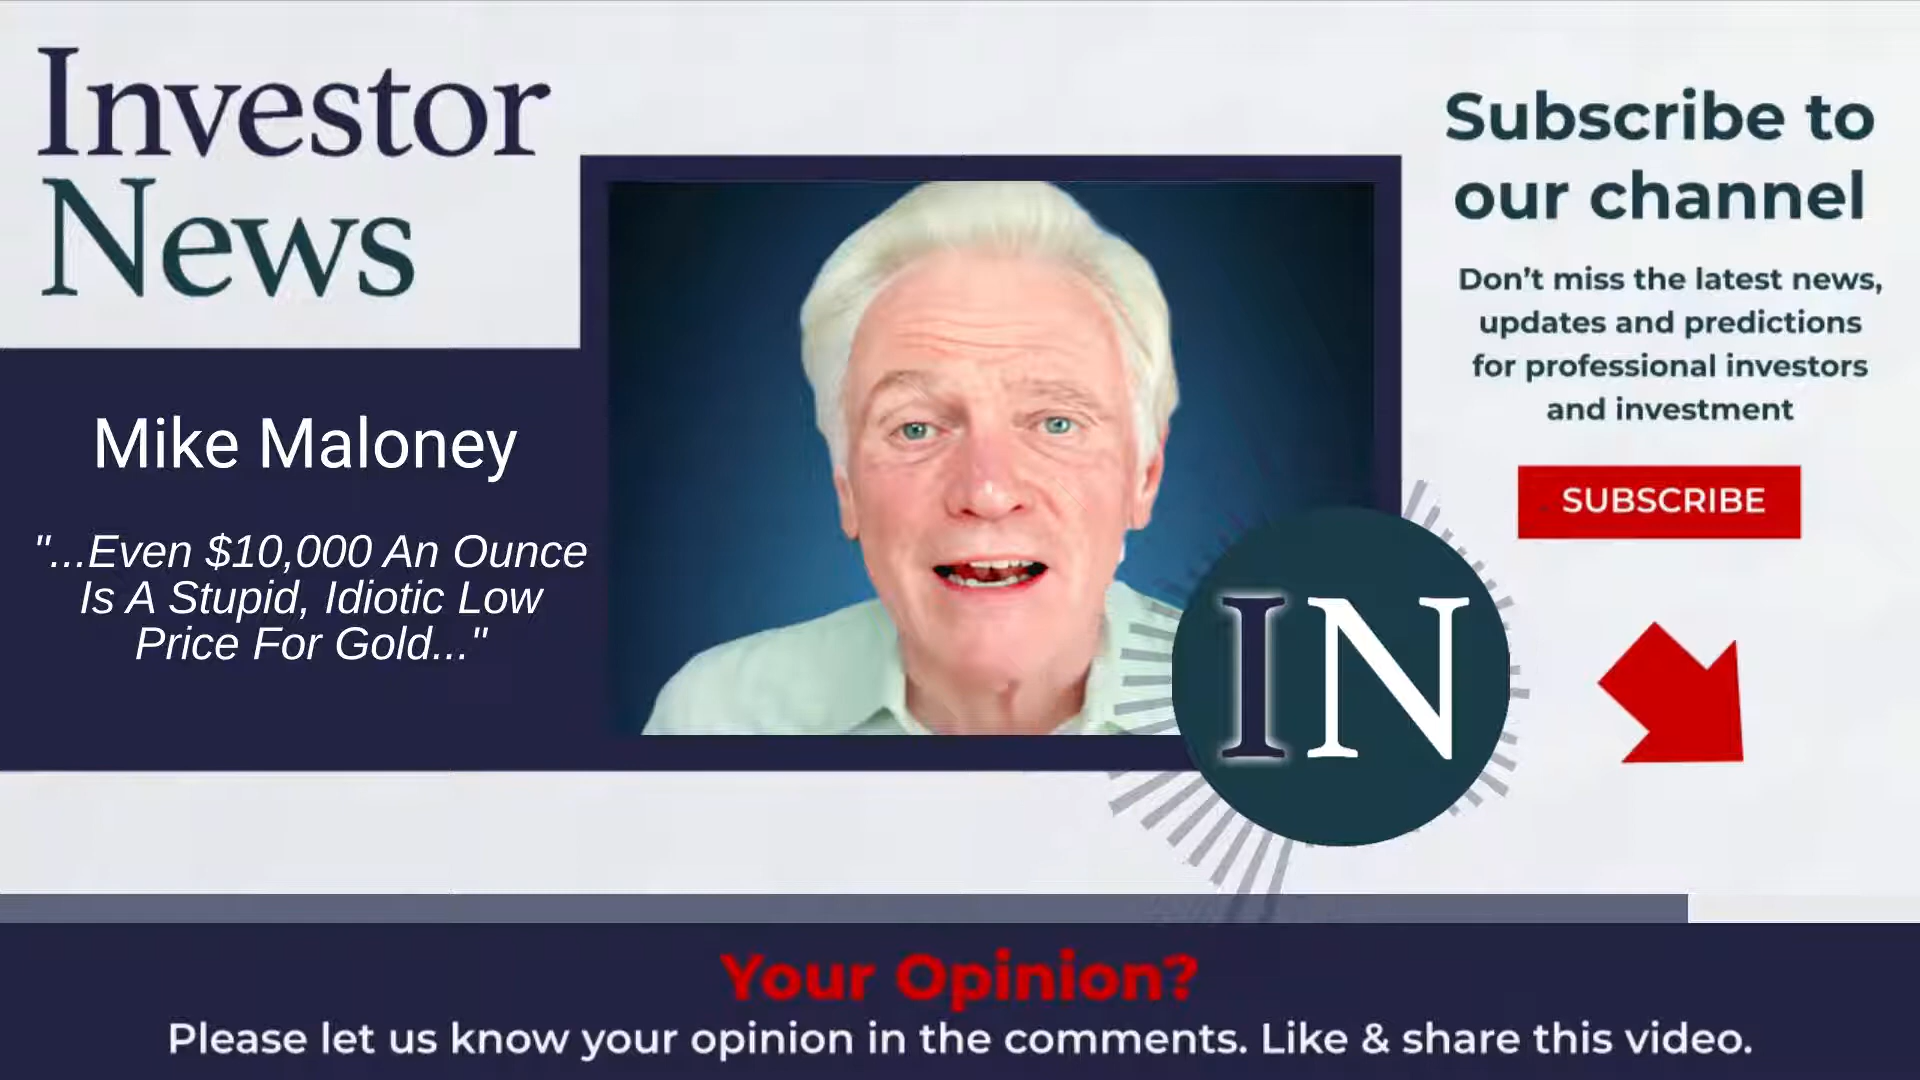 Investor
News
Mike Maloney
"...Even $10,000 An Ounce
Is A Stupid, Idiotic Low
Price For Gold..."
Subscribe to
our channel
Don’t miss the latest news,
updates and predictions
for professional investors
and investment
SUBSCRIBE
IN
Your Opinion?
Please let us know your opinion in the comments. Like & share this video.